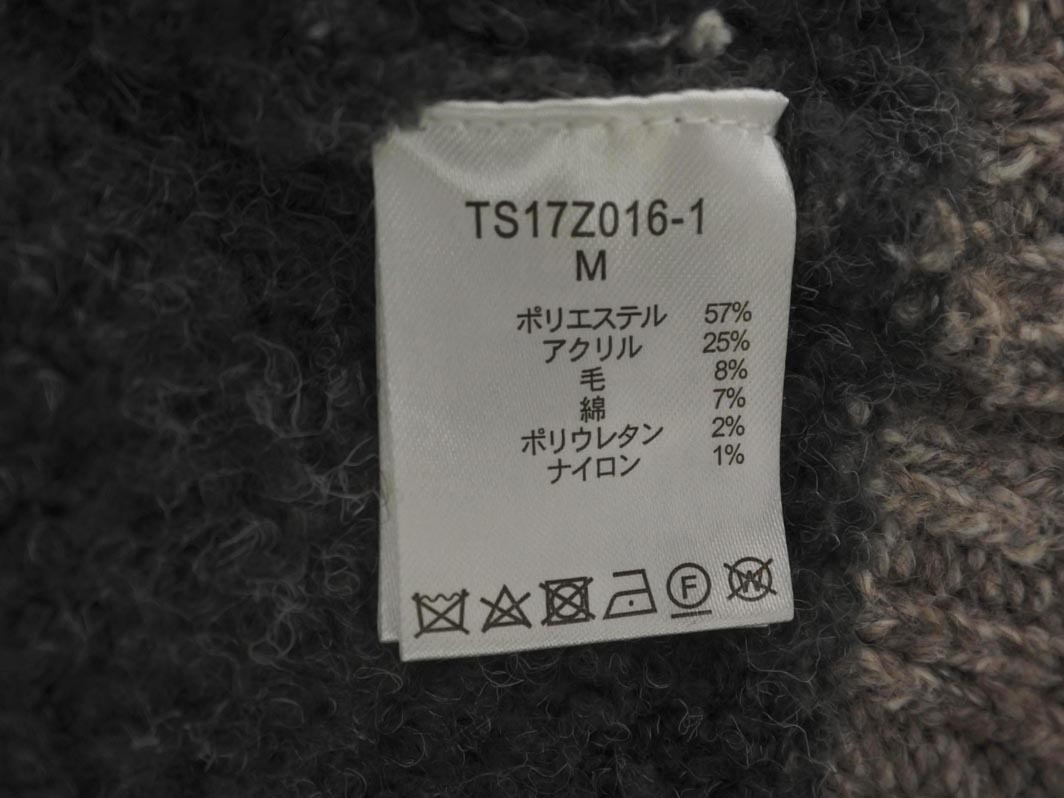 TS17Z016-1
M
ポリエステル 57%
アクリル 25%
毛 8%
綿 7%
ポリウレタン 2%
ナイロン 1%
F W